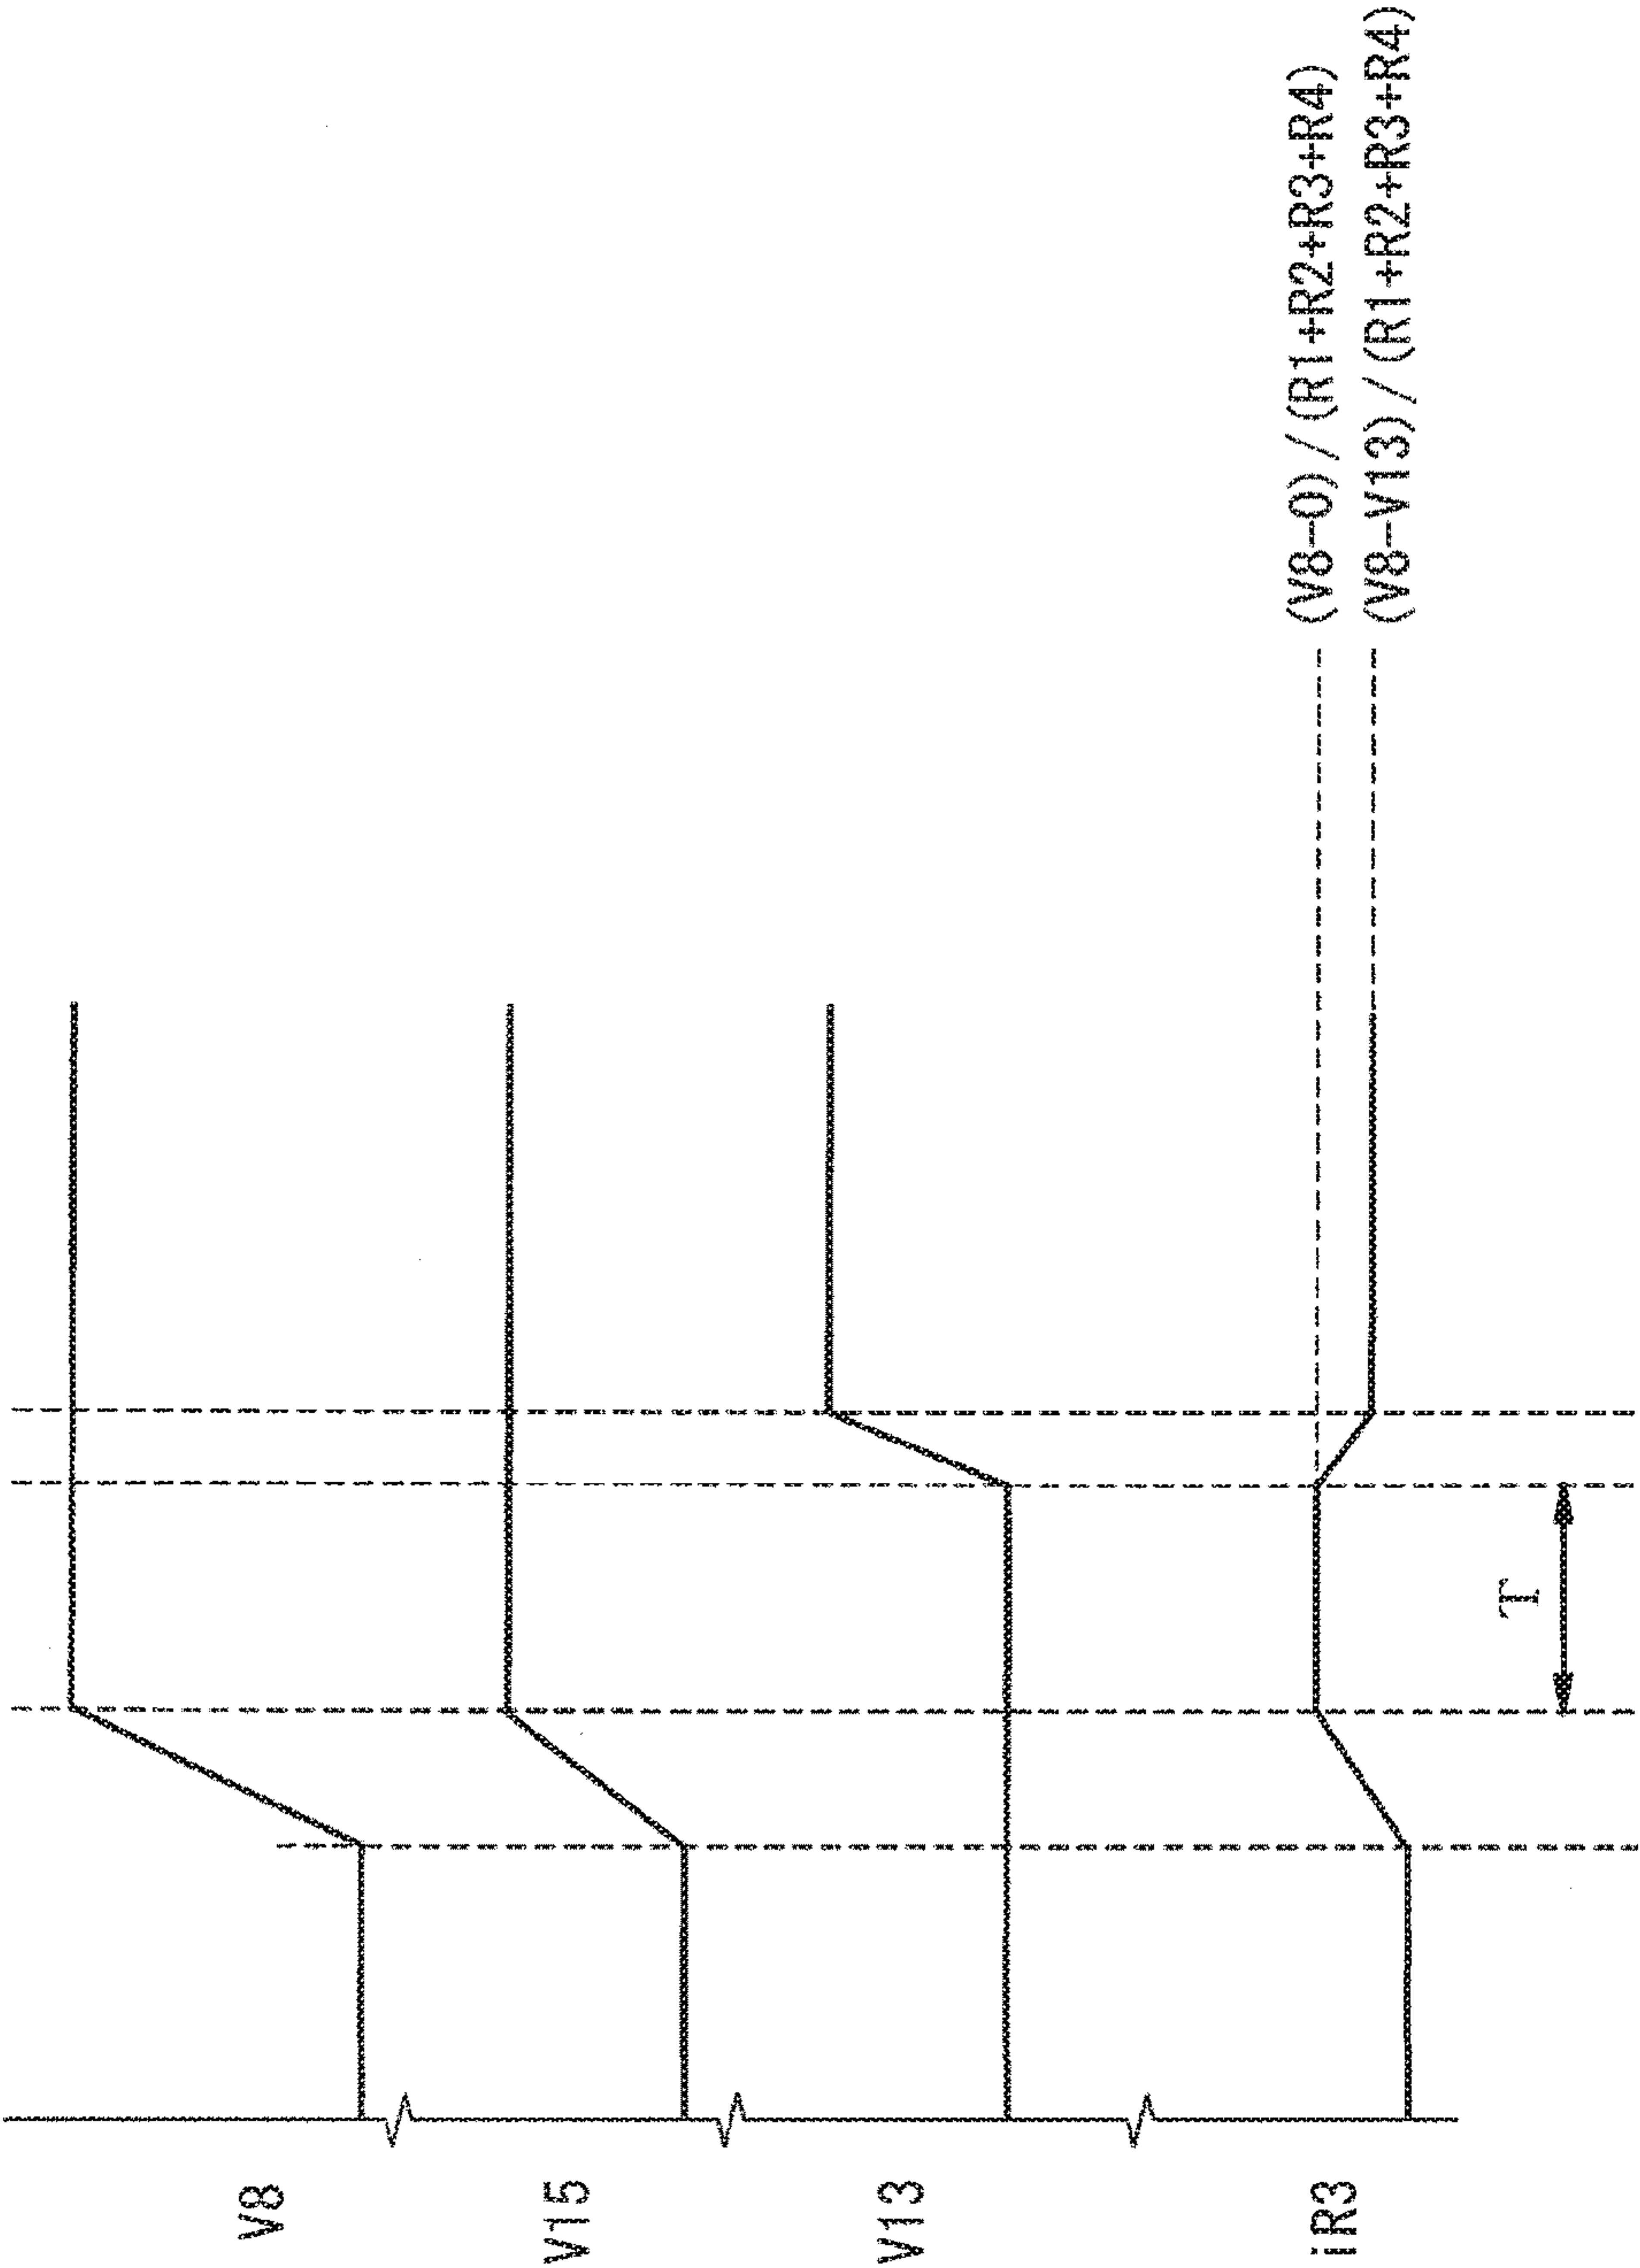 V8
V15
V13
iR3
(V8-0)/(R1+R2+R3+R4)
(V8-V13)/(R1+R2+R3+R4)
T